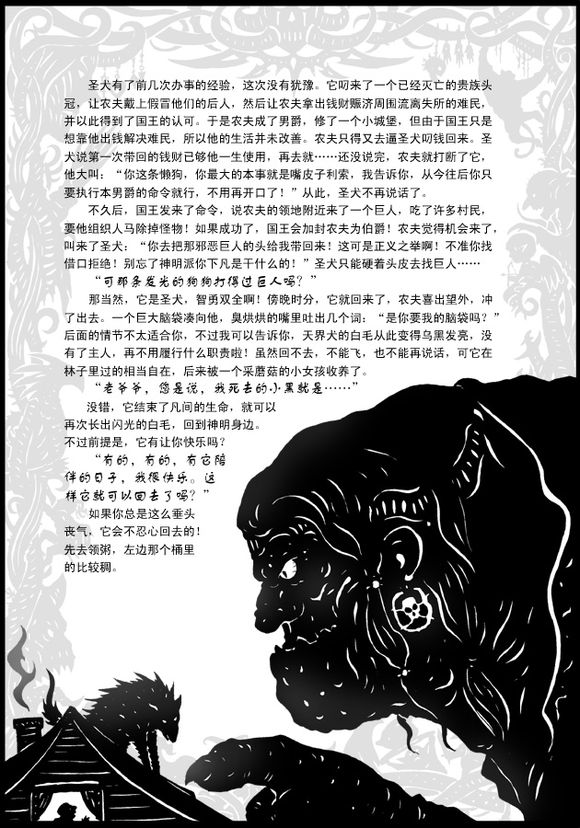 圣犬有了前几次办事的经验，这次没有犹豫。它叼来了一个已经灭亡的贵族头
冠，让农夫戴上假冒他们的后人，然后让农夫拿出钱财赈济周围流离失所的难民，
并以此得到了国王的认可。于是农夫成了男爵，修了一个小城堡，但由于国王只是
想靠他出钱解决难民，所以他的生活并未改善。农夫只得又去逼圣犬叼钱回来。圣
犬说第一次带回的钱财已够他一生使用，再去就……还没说完，农夫就打断了它，
他大叫：“你这条懒狗，你最大的本事就是嘴皮子利索，我告诉你，从今往后你只
要执行本男爵的命令就行，不用再开口了！”从此，圣犬不再说话了。
不久后，国王发来了命令，说农夫的领地附近来了一个巨人，吃了许多村民，
要他组织人马除掉怪物！如果成功了，国王会加封农夫为伯爵！农夫觉得机会来了，
叫来了圣犬：“你去把那邪恶巨人的头给我带回来！这可是正义之举啊！不准你找
借口拒绝！别忘了神明派你下凡是干什么的！”圣犬只能硬着头皮去找巨人……
“可那条发光的狗狗打得过巨人吗？”
那当然，它是圣犬，智勇双全啊！傍晚时分，它就回来了，农夫喜出望外，冲
了出去。一个巨大脑袋凑向他，臭烘烘的嘴里吐出几个词：“是你要我的脑袋吗？”
后面的情节不太适合你，不过我可以告诉你，天界犬的白毛从此变得乌黑发亮，没
有了主人，再不用履行什么职责啦！虽然回不去，不能飞，也不能再说话，可它在
林子里过的相当自在，后来被一个采蘑菇的小女孩收养了。
“老爷爷，您是说，我死去的小黑就是……”
没错，它结束了凡间的生命，就可以
再次长出闪光的白毛，回到神明身边。
不过前提是，它有让你快乐吗？
“有的，有的，有它陪
伴的日子，我很快乐。这
样它就可以回去了吗？”
如果你总是这么垂头
丧气，它会不忍心回去的！
先去领粥，左边那个桶里
的比较稠。